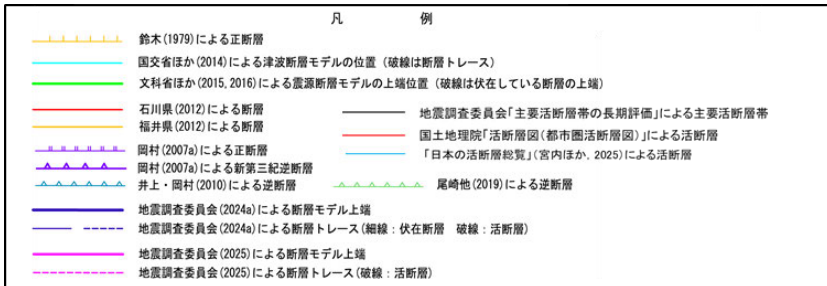 凡　例
鈴木(1979)による正断層
国交省ほか(2014)による津波断層モデルの位置(破線は断層トレース)
文科省ほか(2015, 2016)による震源断層モデルの上端位置(破線は伏在している断層の上端)
石川県(2012)による断層
地震調査委員会「主要活断層帯の長期評価」による主要活断層帯
福井県(2012)による断層
国土地理院「活断層図(都市圏活断層図)」による活断層
岡村(2007a)による正断層
「日本の活断層総覧」(宮内ほか, 2025)による活断層
岡村(2007a)による新第三紀逆断層
井上・岡村(2010)による逆断層
尾崎他(2019)による逆断層
地震調査委員会(2024a)による断層モデル上端
地震調査委員会(2024a)による断層トレース(細線：伏在断層　破線：活断層)
地震調査委員会(2025)による断層モデル上端
地震調査委員会(2025)による断層トレース(破線：活断層)